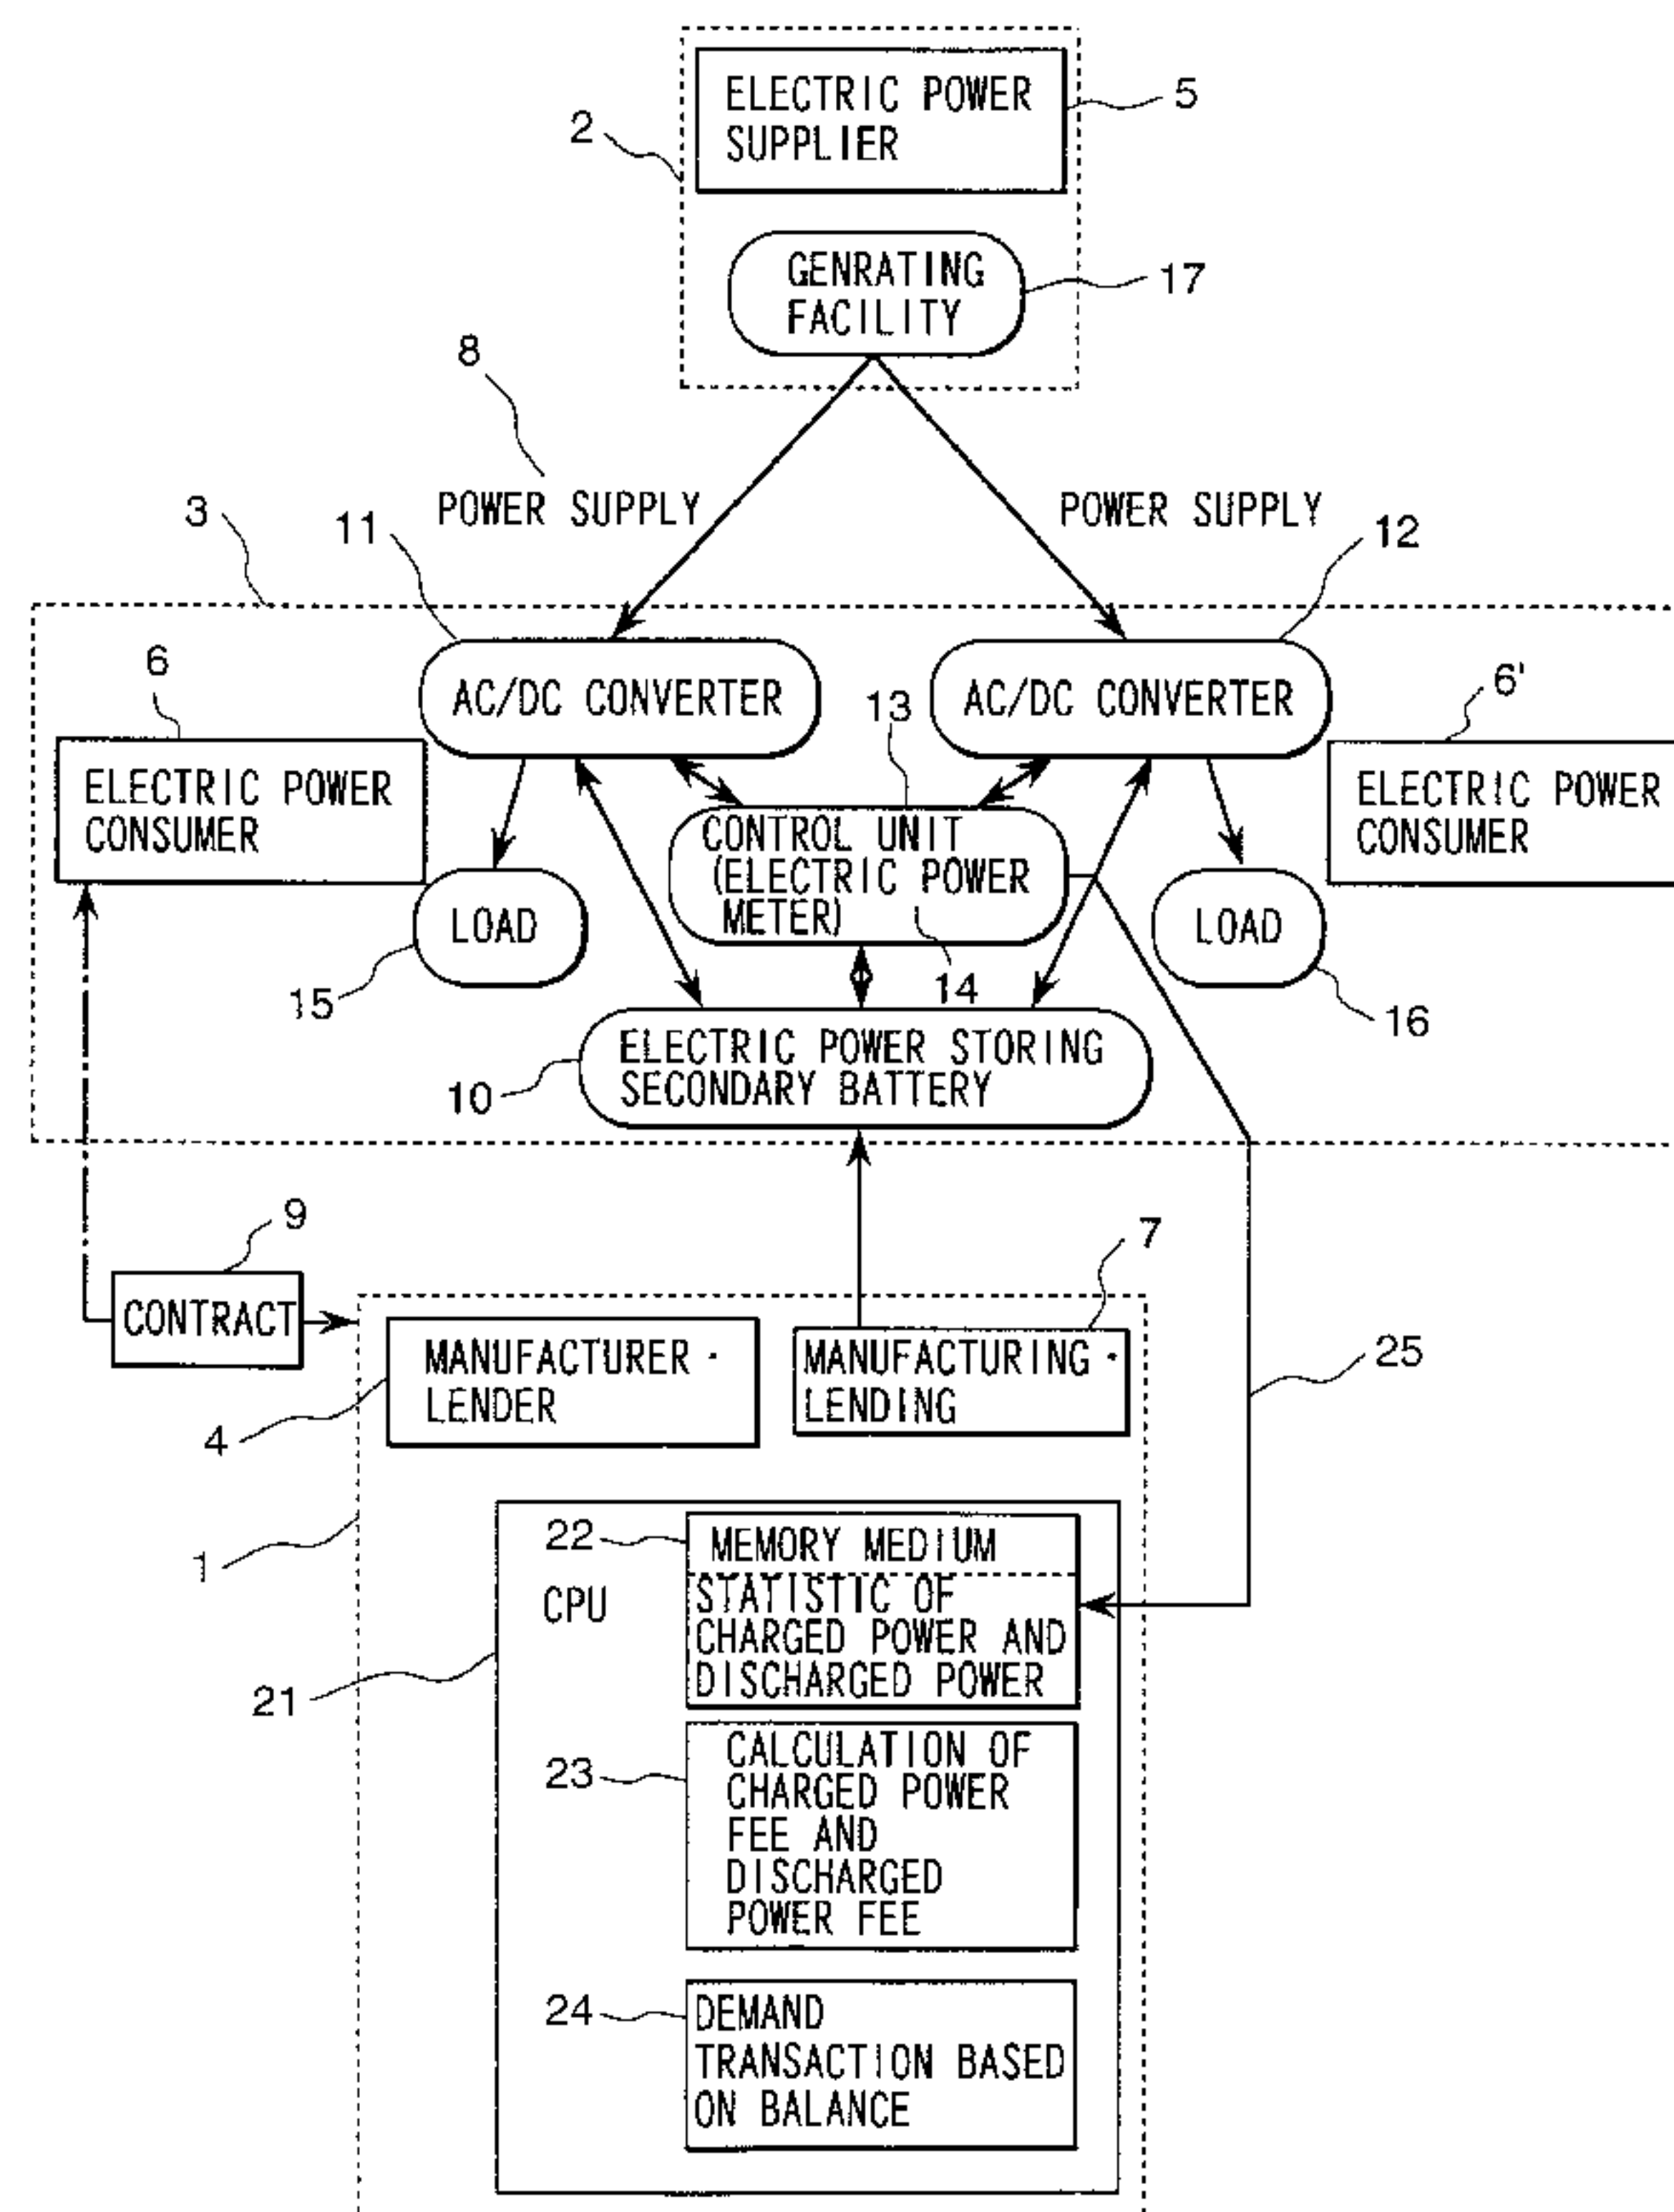 ELECTRIC POWER
SUPPLIER
5
2
GENRATING
FACILITY
17
8
POWER SUPPLY
POWER SUPPLY
3
11
12
AC/DC CONVERTER
AC/DC CONVERTER
6
13
6'
ELECTRIC POWER
CONSUMER
CONTROL UNIT
(ELECTRIC POWER
METER)
ELECTRIC POWER
CONSUMER
LOAD
LOAD
15
14
16
ELECTRIC POWER STORING
SECONDARY BATTERY
10
9
7
CONTRACT
MANUFACTURER ·
LENDER
MANUFACTURING ·
LENDING
25
4
1
22
MEMORY MEDIUM
CPU
STATISTIC OF
CHARGED POWER AND
DISCHARGED POWER
21
23
CALCULATION OF
CHARGED POWER
FEE AND
DISCHARGED
POWER FEE
24
DEMAND
TRANSACTION BASED
ON BALANCE